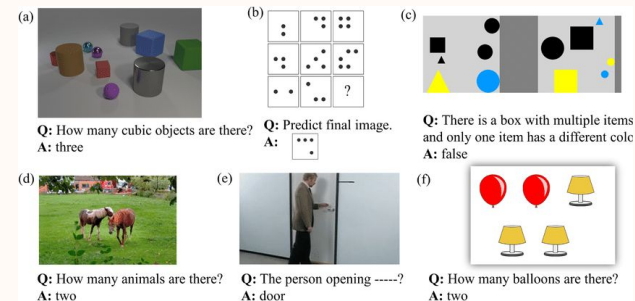 (a)
(b)
(c)
?
Q: How many cubic objects are there?
A: three
Q: Predict final image.
A:
Q: There is a box with multiple items
and only one item has a different colo
A: false
(d)
(e)
(f)
Q: How many animals are there?
A: two
Q: The person opening -----?
A: door
Q: How many balloons are there?
A: two